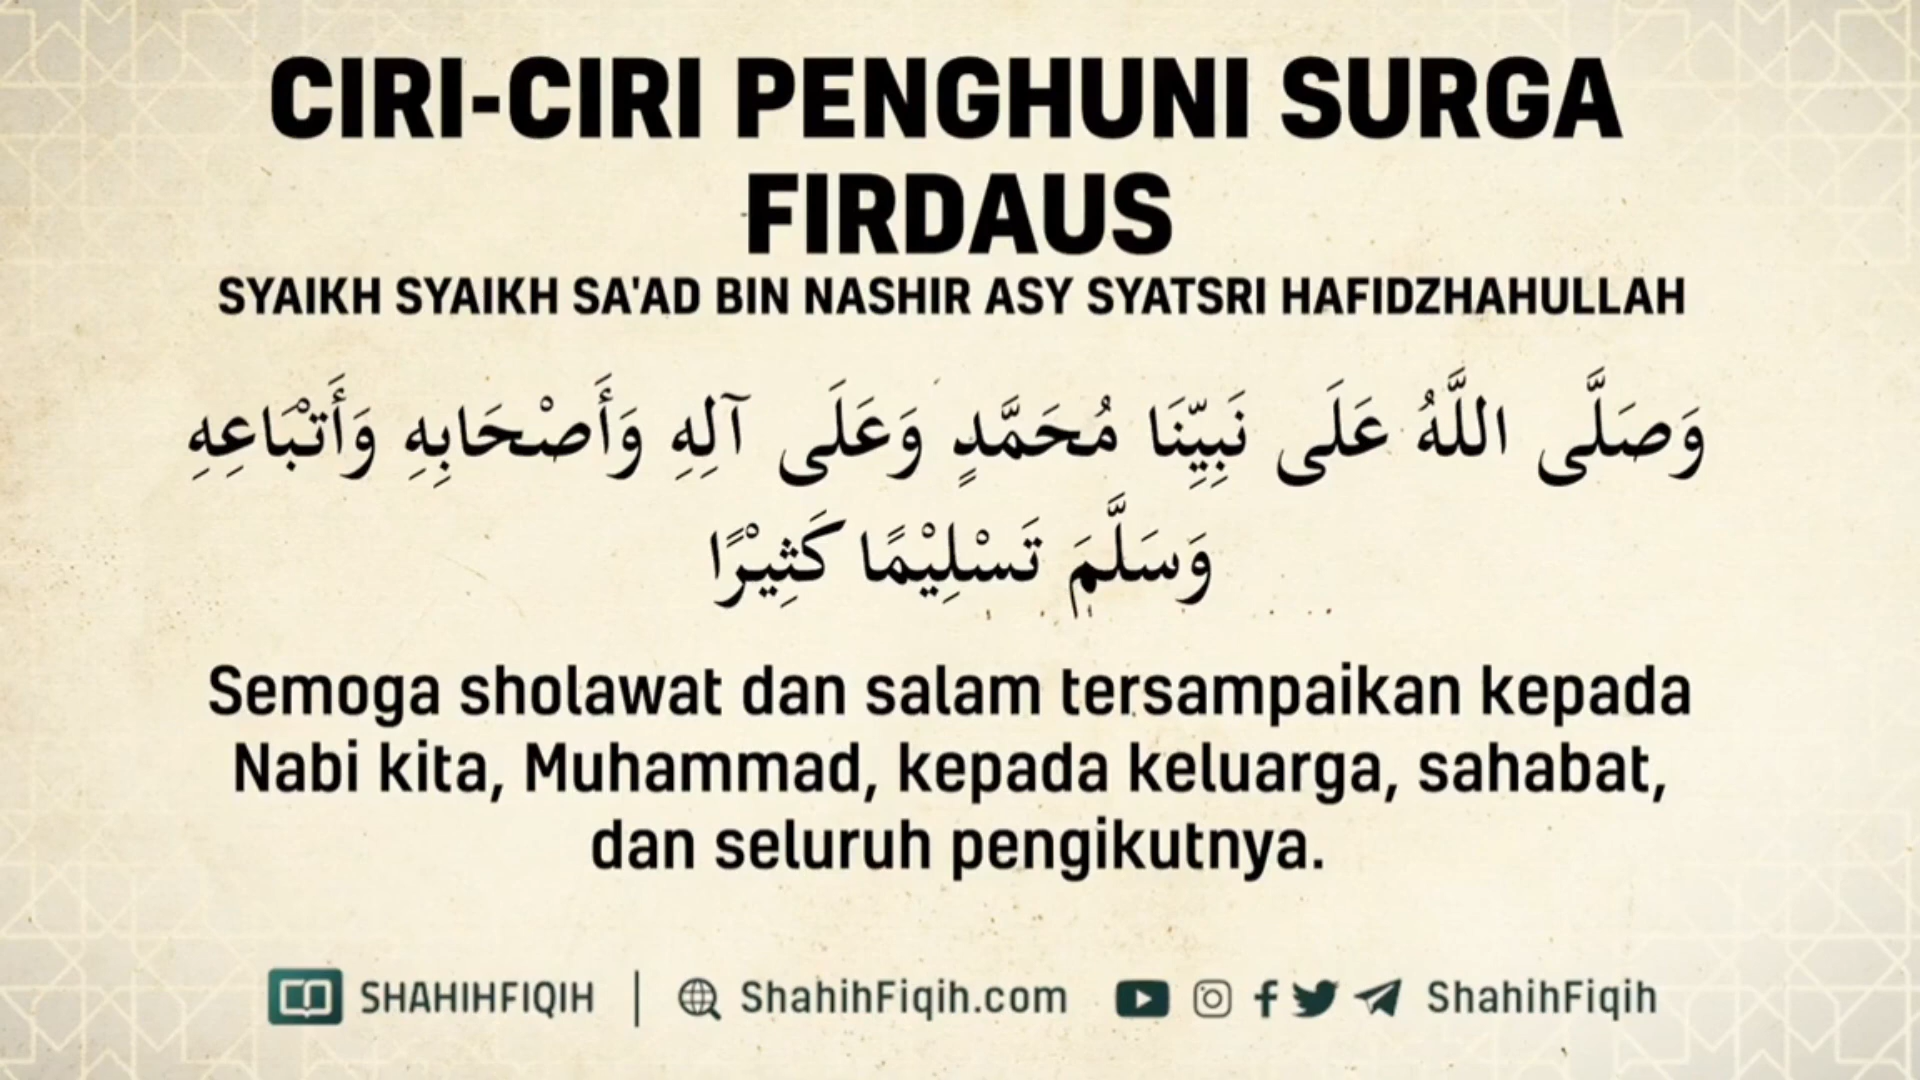 CIRI-CIRI PENGHUNI SURGA
FIRDAUS
SYAIKH SYAIKH SA'AD BIN NASHIR ASY SYATSRI HAFIDZHAHULLAH
وَصَلَّى اللَّهُ عَلَى نَبِيِّنَا مُحَمَّدٍ وَعَلَى آلِهِ وَأَصْحَابِهِ وَأَتْبَاعِهِ
وَسَلَّمَ تَسْلِيْمًا كَثِيْرًا
Semoga sholawat dan salam tersampaikan kepada
Nabi kita, Muhammad, kepada keluarga, sahabat,
dan seluruh pengikutnya.
SHAHIHFIQIH | ShahihFiqih.com ShahihFiqih